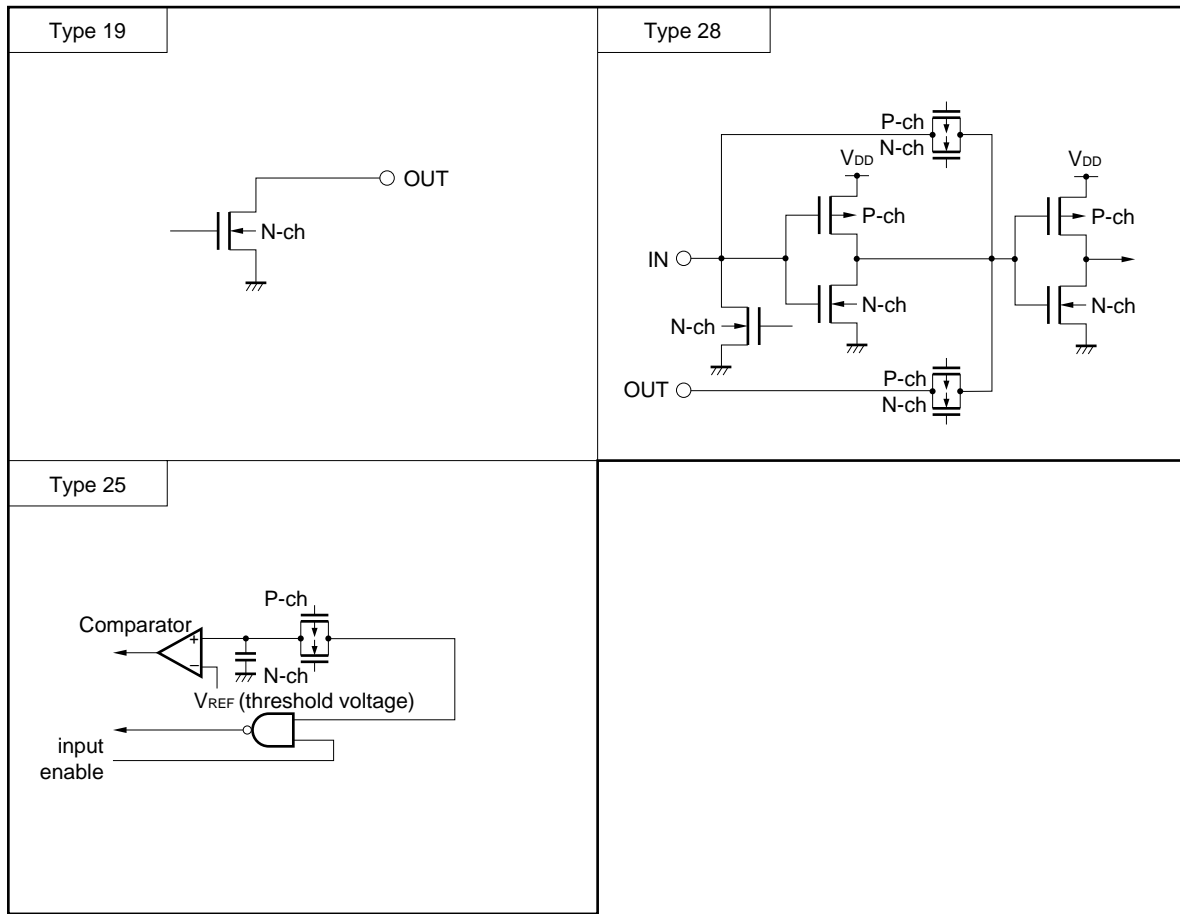 Type 19
OUT
N-ch
Type 28
P-ch
N-ch
VDD
VDD
P-ch
P-ch
IN
N-ch
N-ch
N-ch
P-ch
OUT
N-ch
Type 25
P-ch
Comparator
+
−
N-ch
VREF (threshold voltage)
input
enable